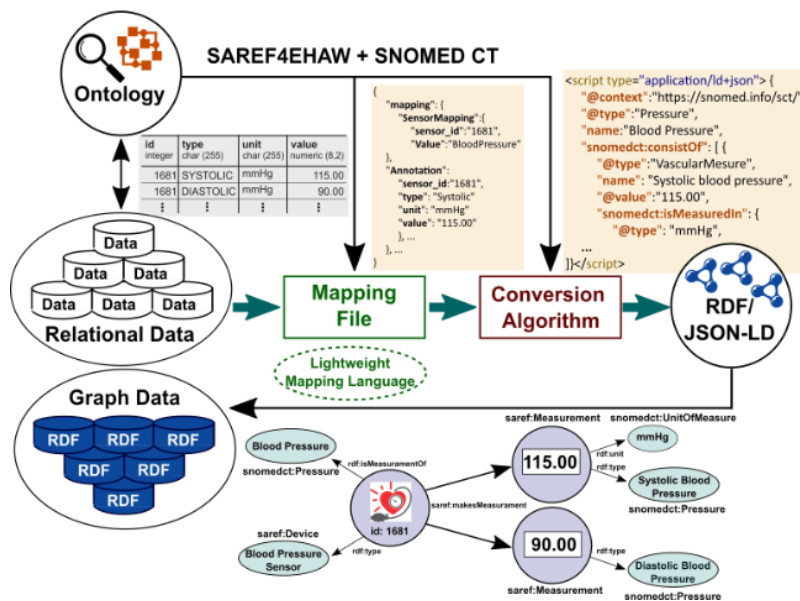 SAREF4EHAW + SNOMED CT
Ontology
id type unit value
integer char (255) char (255) numeric (8,2)
1681 SYSTOLIC mmHg 115.00
1681 DIASTOLIC mmHg 90.00
{
"mapping": {
"SensorMapping":{
"sensor_id":"1681",
"Value":"BloodPressure"
},
"Annotation":
"sensor_id:"1681",
"type": "Systolic"
"unit": "mmHg"
"value": "115.00"
}, ...
}, ...
}
<script type="application/ld+json"> {
"@context":"https://snomed.info/sct/"
"@type":"Pressure",
"name:"Blood Pressure",
"snomedct:consistOf": [ {
"@type":"VascularMesure",
"name": "Systolic blood pressure",
"@value":"115.00",
"snomedct:isMeasuredIn": {
"@type": "mmHg",
...
]}</script>
Data
Data Data
Data Data Data
Relational Data
Mapping
File
Conversion
Algorithm
RDF/
JSON-LD
Lightweight
Mapping Language
Graph Data
RDF RDF RDF
RDF RDF
RDF
saref:Measurement
snomedct:UnitOfMeasure
Blood Pressure
rdf:isMeasuramentOf
snomedct:Pressure
115.00
mmHg
rdf:unit
rdf:type
Systolic Blood
Pressure
snomedct:Pressure
saref:makesMeasurament
id: 1681
saref:Device
Blood Pressure
Sensor
rdf:type
90.00
rdf:type
Diastolic Blood
Pressure
saref:Measurement
snomedct:Pressure